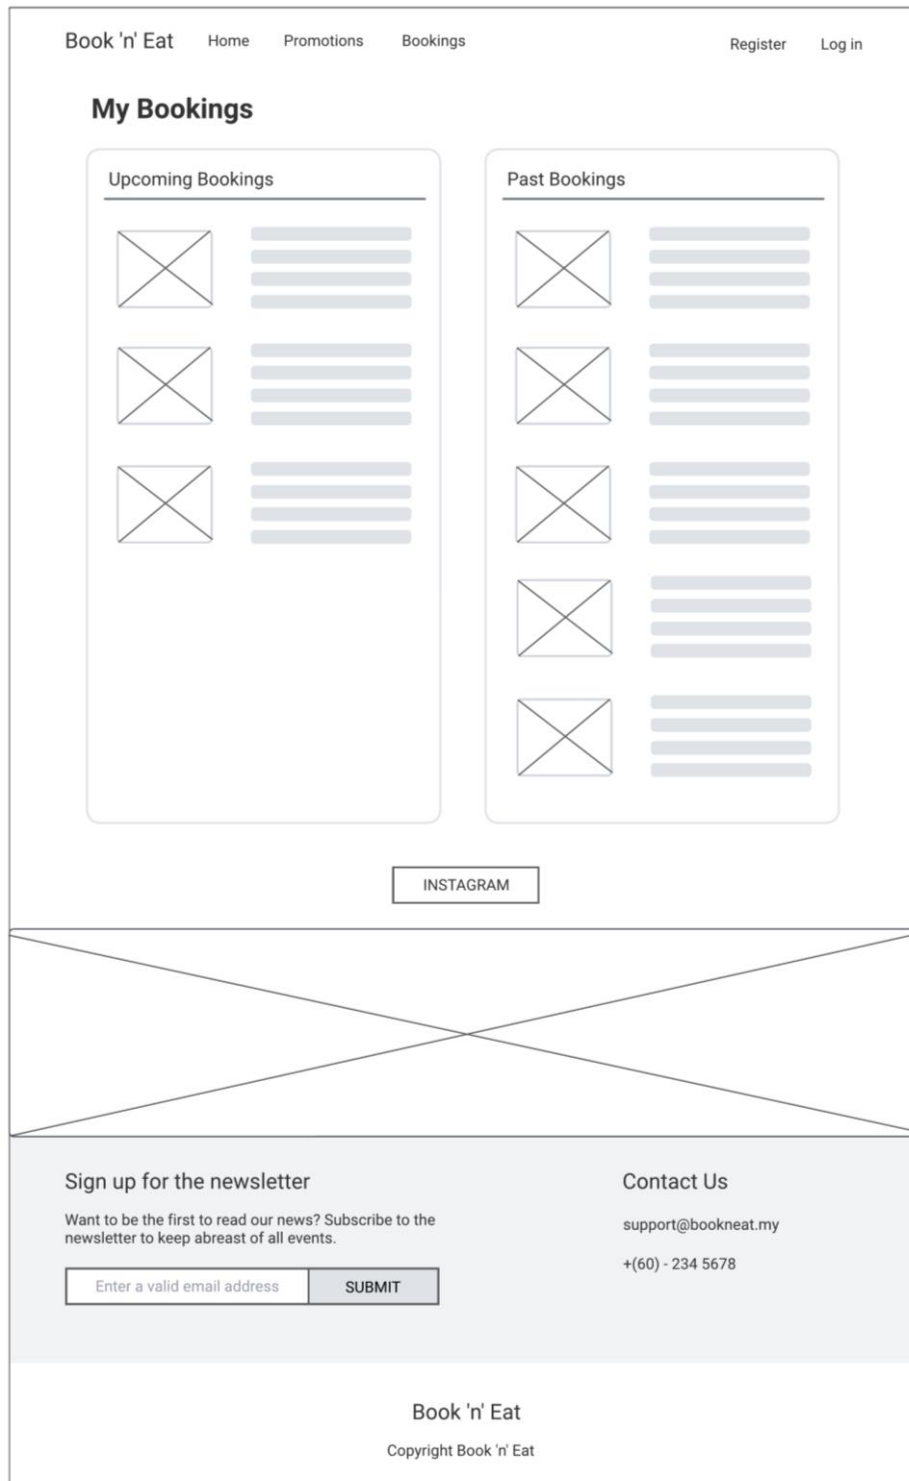 Book 'n' Eat
Home
Promotions
Bookings
Register
Log in
My Bookings
Upcoming Bookings
Past Bookings
INSTAGRAM
Sign up for the newsletter
Want to be the first to read our news? Subscribe to the
newsletter to keep abreast of all events.
Enter a valid email address
SUBMIT
Contact Us
support@bookneat.my
+(60) - 234 5678
Book 'n' Eat
Copyright Book 'n' Eat